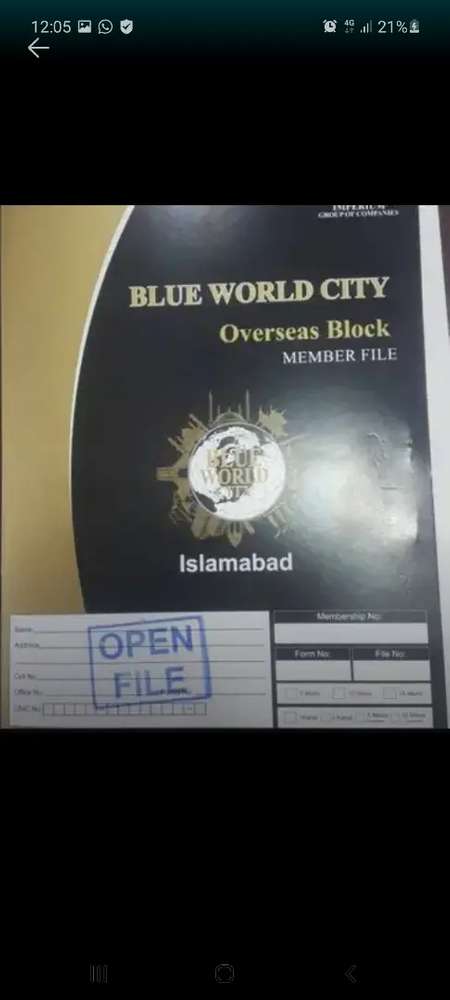 12:05
4G
21%
IMPERIUM
GROUP OF COMPANIES
BLUE WORLD CITY
Overseas Block
MEMBER FILE
BLUE
WORLD
CITY
Islamabad
Name:
Address:
Cell No:
Office No:
CNIC No:
OPEN
FILE
Membership No:
Form No: File No: